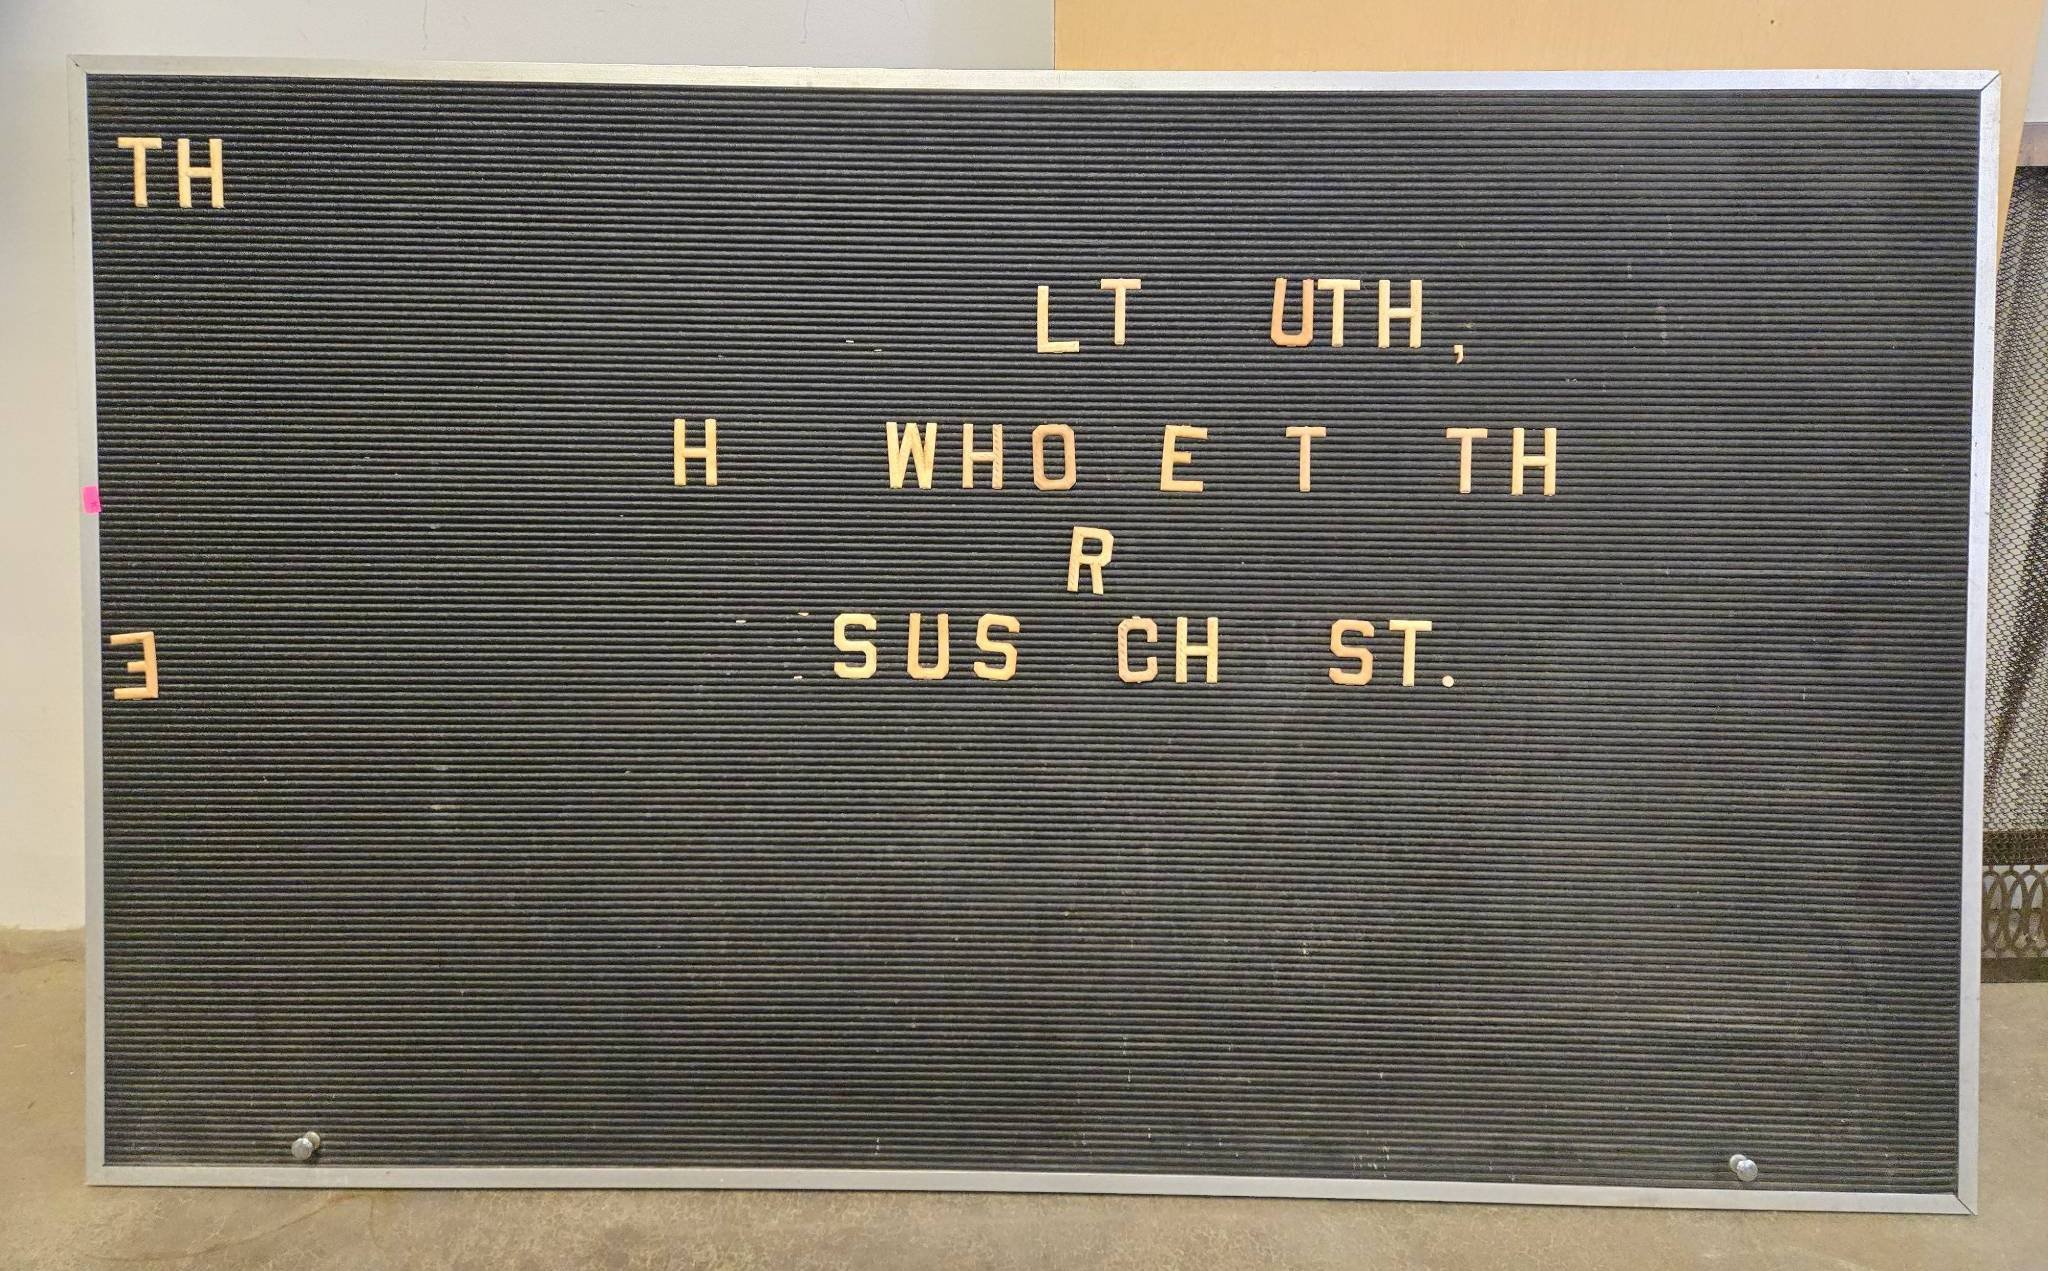 TH
LT UTH,
H WHO E T TH
R
E SUS CH ST.